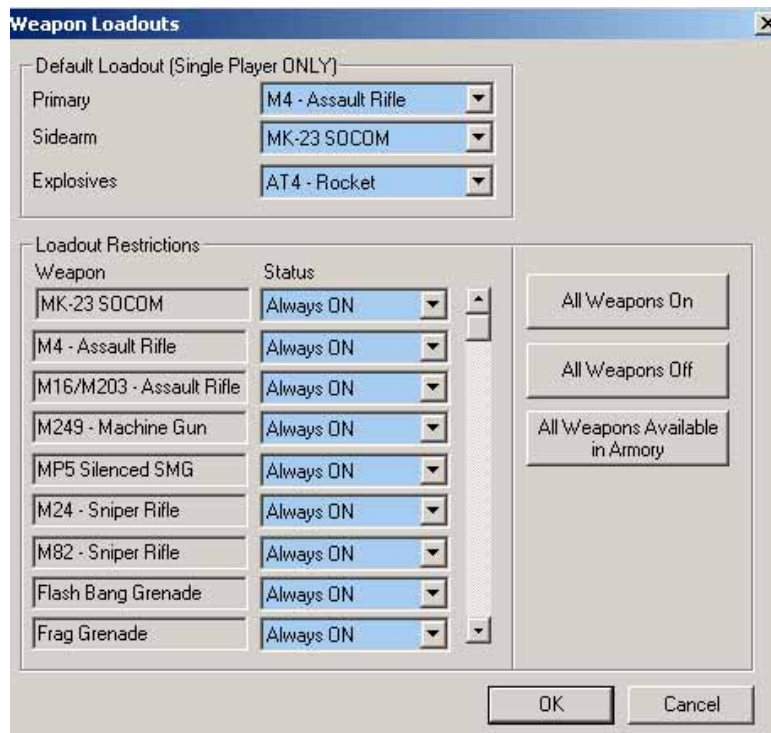 Weapon Loadouts
Default Loadout (Single Player ONLY)
Primary M4 - Assault Rifle
Sidearm MK-23 SOCOM
Explosives AT4 - Rocket
Loadout Restrictions
Weapon Status
MK-23 SOCOM Always ON
M4 - Assault Rifle Always ON
M16/M203 - Assault Rifle Always ON
M249 - Machine Gun Always ON
MP5 Silenced SMG Always ON
M24 - Sniper Rifle Always ON
M82 - Sniper Rifle Always ON
Flash Bang Grenade Always ON
Frag Grenade Always ON
All Weapons On
All Weapons Off
All Weapons Available
in Armory
OK Cancel